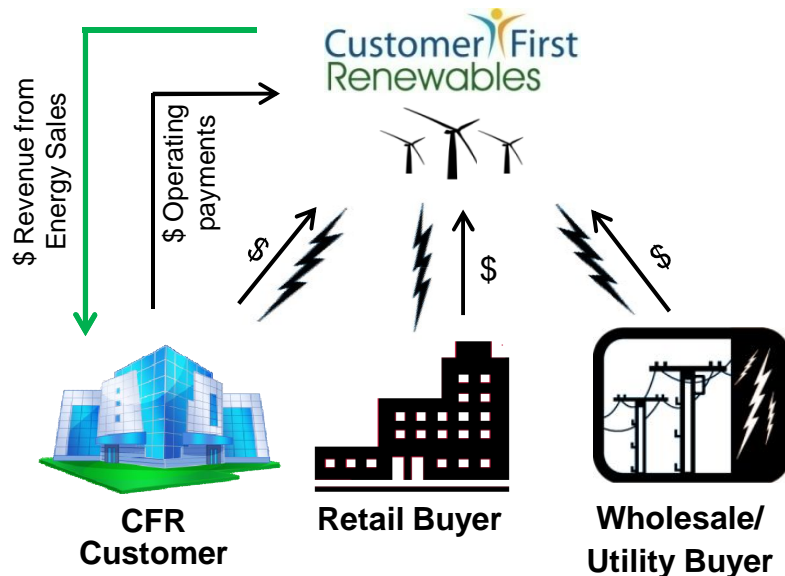 Customer First
Renewables
$ Revenue from
Energy Sales
$ Operating
payments
$
$
$
CFR
Customer
Retail Buyer
Wholesale/
Utility Buyer